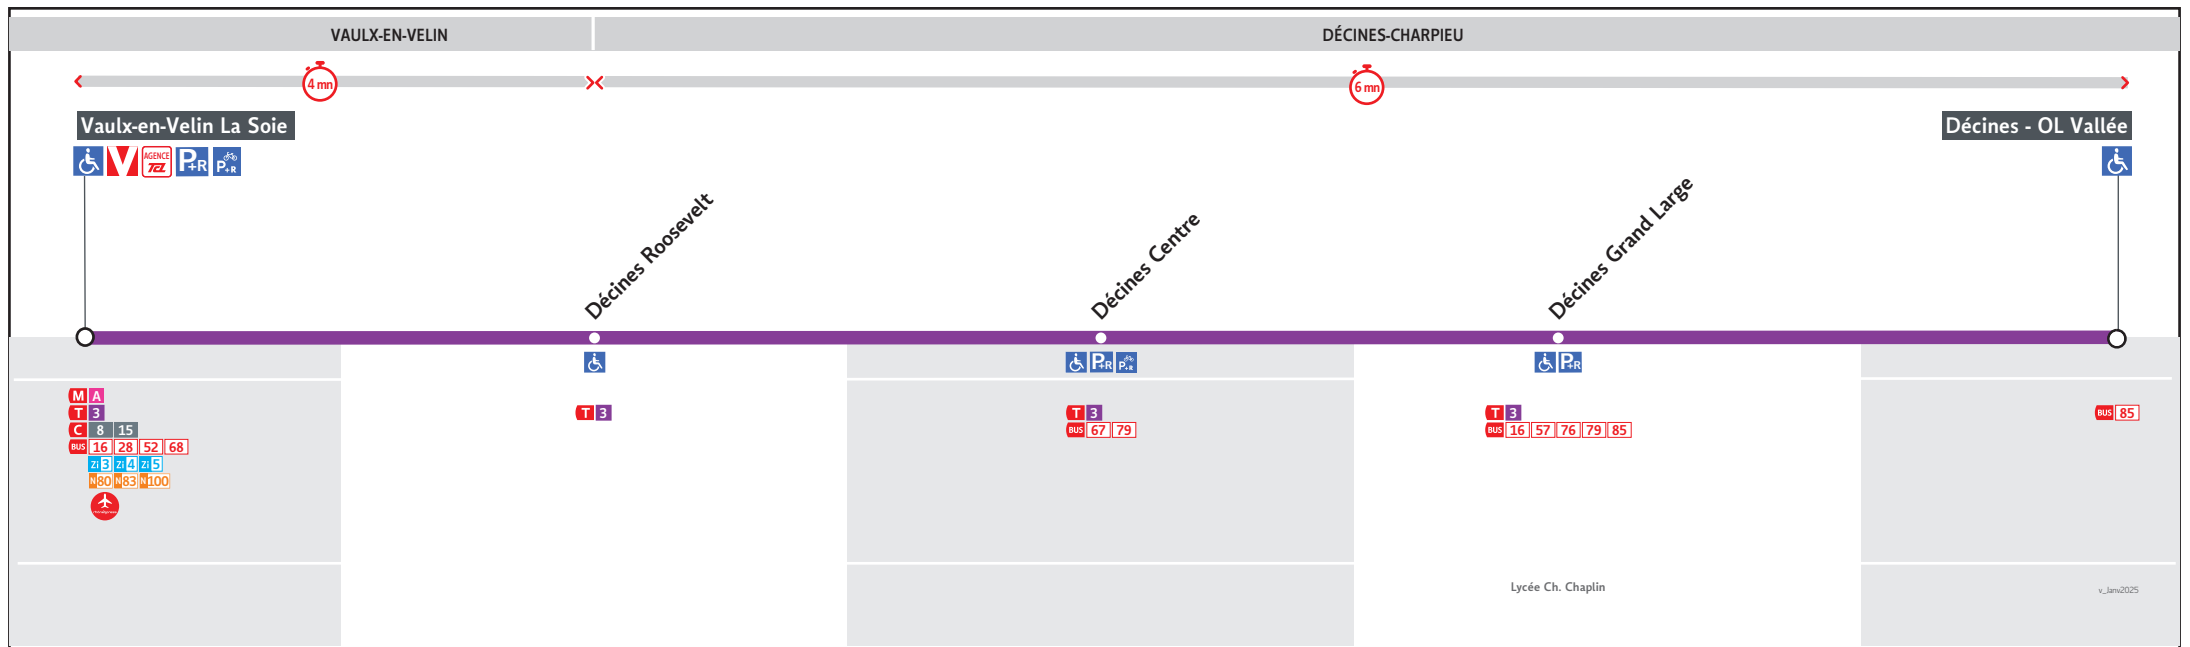 VAULX-EN-VELIN
DÉCINES-CHARPIEU
4 mn
6 mn
Vaulx-en-Velin La Soie
Décines - OL Vallée
V AGENCE TCL P+R P+R
Décines Roosevelt
Décines Centre
Décines Grand Large
P+R P+R
P+R
M A
T 3
C 8 15
BUS 16 28 52 68
Zi 3 Zi 4 Zi 5
N80 N83 N100
T 3
T 3
BUS 67 79
T 3
BUS 16 57 76 79 85
BUS 85
Lycée Ch. Chaplin
v_Janv2025